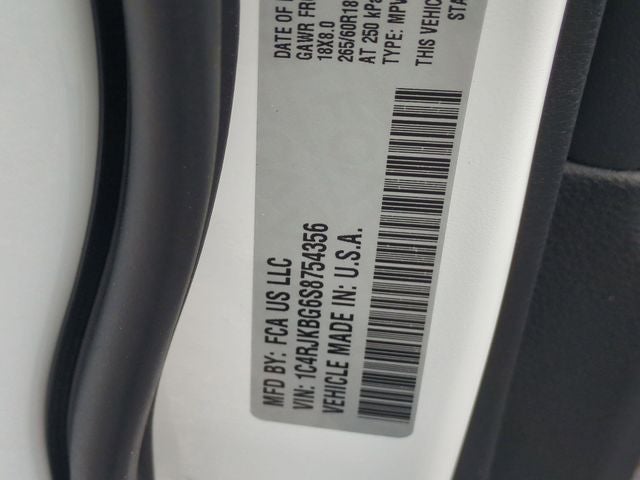 MFD BY: FCA US LLC
DATE OF
VIN: 1C4RJKBG6S8754356
GAWR FR
VEHICLE MADE IN: U.S.A.
18X8.0
265/60R18
AT 250 kPa
TYPE: MPV
THIS VEHIC
STA